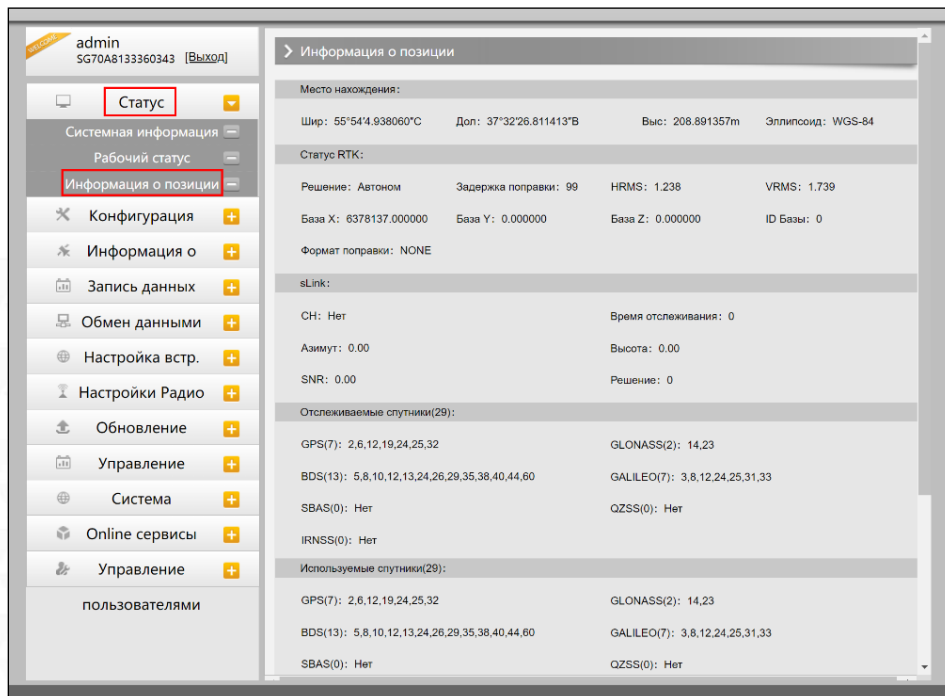 WELCOME
admin
SG70A8133360343 [Выход]
Статус
Системная информация
Рабочий статус
Информация о позиции
Конфигурация
Информация о
Запись данных
Обмен данными
Настройка встр.
Настройки Радио
Обновление
Управление
Система
Online сервисы
Управление
пользователями
Информация о позиции
Место нахождения:
Шир: 55°54'4.938060"С Дол: 37°32'26.811413"В Выс: 208.891357m Эллипсоид: WGS-84
Статус RTK:
Решение: Автоном Задержка поправки: 99 HRMS: 1.238 VRMS: 1.739
База X: 6378137.000000 База Y: 0.000000 База Z: 0.000000 ID Базы: 0
Формат поправки: NONE
sLink:
CH: Нет Время отслеживания: 0
Азимут: 0.00 Высота: 0.00
SNR: 0.00 Решение: 0
Отслеживаемые спутники(29):
GPS(7): 2,6,12,19,24,25,32 GLONASS(2): 14,23
BDS(13): 5,8,10,12,13,24,26,29,35,38,40,44,60 GALILEO(7): 3,8,12,24,25,31,33
SBAS(0): Нет QZSS(0): Нет
IRNSS(0): Нет
Используемые спутники(29):
GPS(7): 2,6,12,19,24,25,32 GLONASS(2): 14,23
BDS(13): 5,8,10,12,13,24,26,29,35,38,40,44,60 GALILEO(7): 3,8,12,24,25,31,33
SBAS(0): Нет QZSS(0): Нет